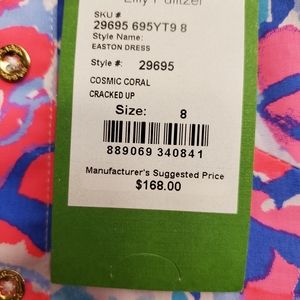 Lilly Pulitzer
SKU #
29695 695YT9 8
Style Name:
EASTON DRESS
Style #: 29695
COSMIC CORAL
CRACKED UP
Size: 8
889069 340841
Manufacturer's Suggested Price
$168.00